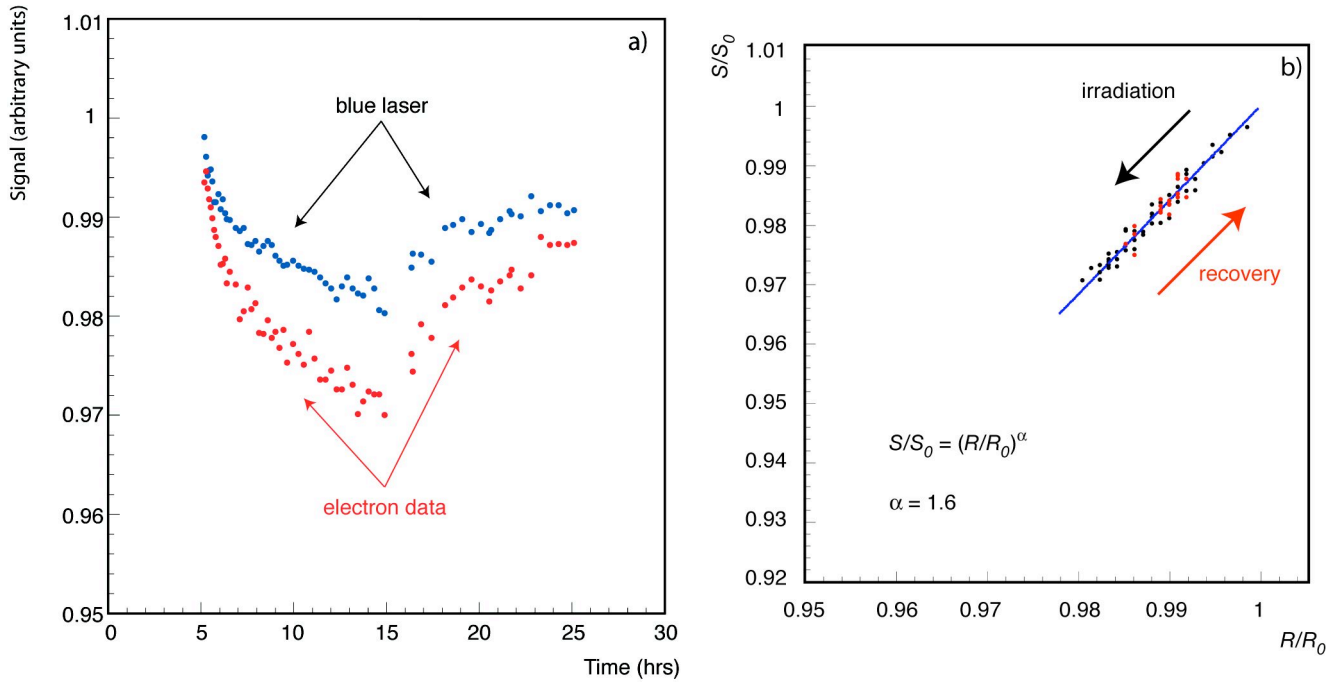 Signal (arbitrary units)
1.01
1
0.99
0.98
0.97
0.96
0.95
0
5
10
15
20
25
30
Time (hrs)
a)
blue laser
electron data
S/S₀
1.01
1
0.99
0.98
0.97
0.96
0.95
0.94
0.93
0.92
0.95
0.96
0.97
0.98
0.99
1
R/R₀
b)
irradiation
recovery
S/S₀ = (R/R₀)^α
α = 1.6